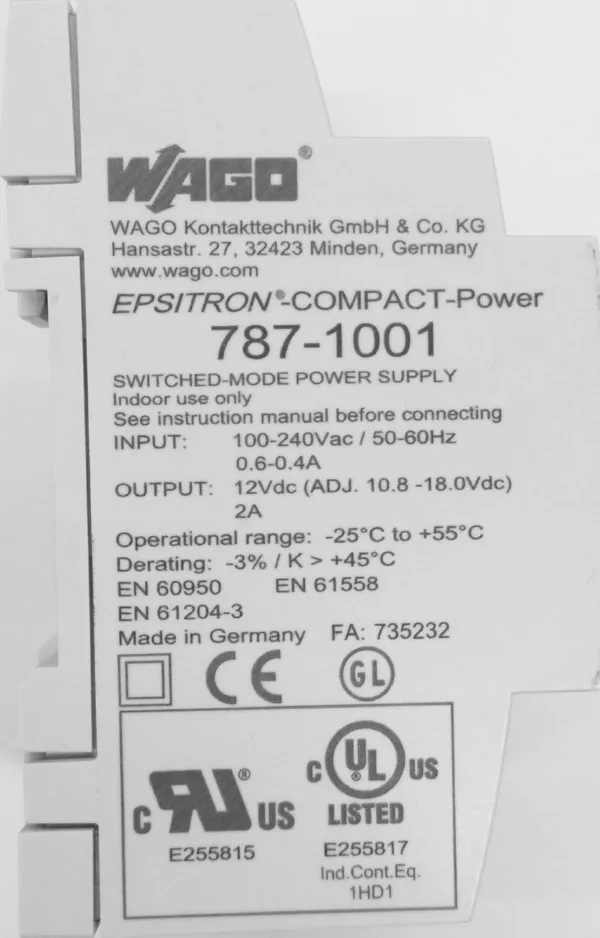 WAGO®
WAGO Kontakttechnik GmbH & Co. KG
Hansastr. 27, 32423 Minden, Germany
www.wago.com
EPSITRON®-COMPACT-Power
787-1001
SWITCHED-MODE POWER SUPPLY
Indoor use only
See instruction manual before connecting
INPUT: 100-240Vac / 50-60Hz
0.6-0.4A
OUTPUT: 12Vdc (ADJ. 10.8 -18.0Vdc)
2A
Operational range: -25°C to +55°C
Derating: -3% / K > +45°C
EN 60950 EN 61558
EN 61204-3
Made in Germany FA: 735232
CE GL
c RU® US c UL® US
LISTED
E255815 E255817
Ind.Cont.Eq.
1HD1